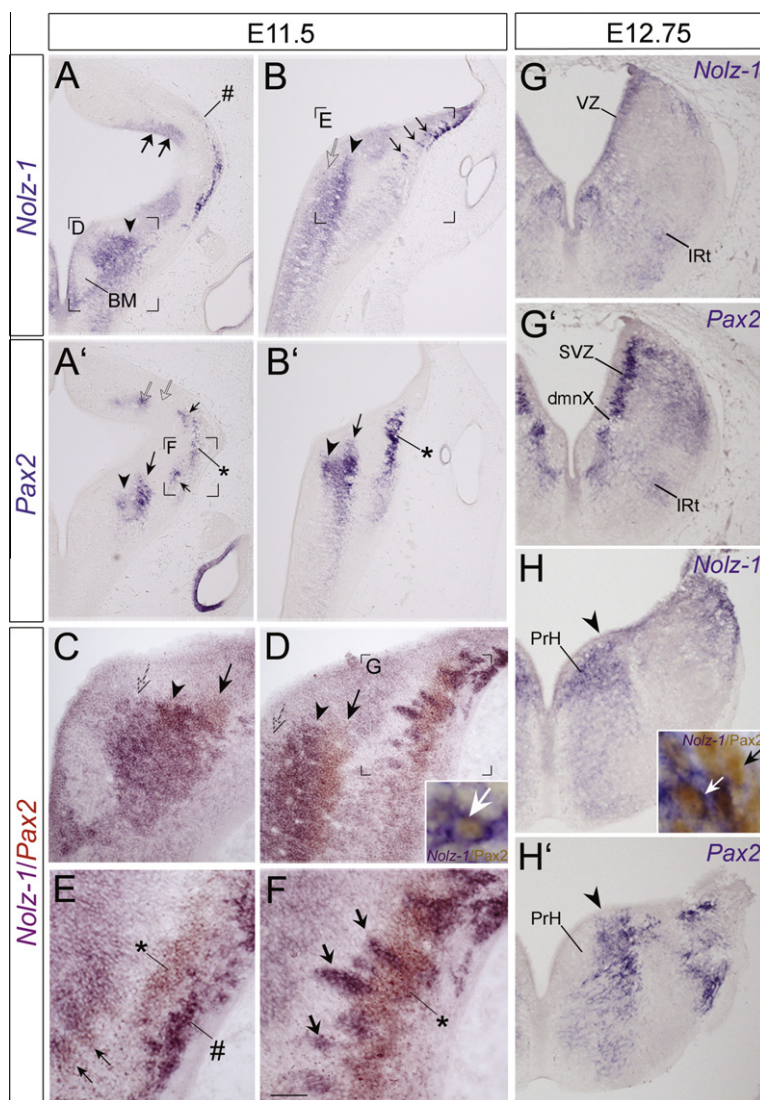 E11.5
E12.75
Nolz-1
Pax2
Nolz-1/Pax2
A
#
D
BM
B
E
A'
F
*
B'
*
C
D
G
Nolz-1/Pax2
E
*
#
F
*
G
Nolz-1
VZ
IRt
G'
Pax2
SVZ
dmnX
IRt
H
Nolz-1
PrH
Nolz-1/Pax2
H'
Pax2
PrH